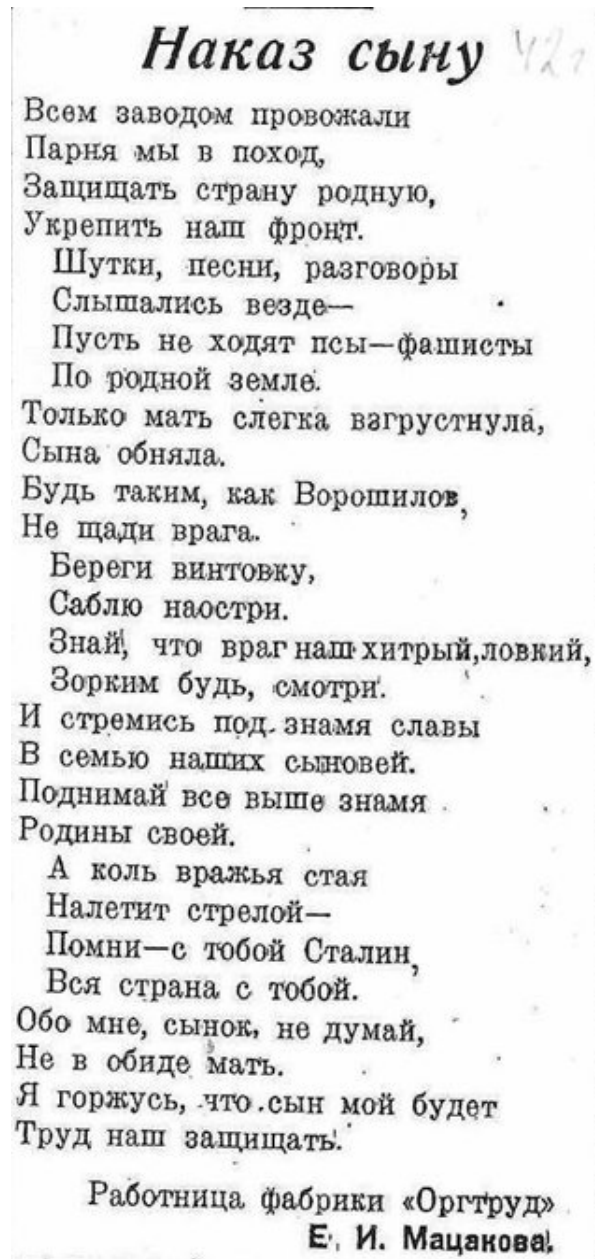 Наказ сыну 42г
Всем заводом провожали
Парня мы в поход,
Защищать страну родную,
Укрепить наш фронт.
Шутки, песни, разговоры
Слышались везде—
Пусть не ходят псы—фашисты
По родной земле.
Только мать слегка взгрустнула,
Сына обняла.
Будь таким, как Ворошилов,
Не щади врага.
Береги винтовку,
Саблю наостри.
Знай, что враг наш хитрый, ловкий,
Зорким будь, смотри.
И стремись под знамя славы
В семью наших сыновей.
Поднимай все выше знамя
Родины своей.
А коль вражья стая
Налетит стрелой—
Помни—с тобой Сталин,
Вся страна с тобой.
Обо мне, сынок, не думай,
Не в обиде мать.
Я горжусь, что сын мой будет
Труд наш защищать.
Работница фабрики «Оргтруд»
Е. И. Мацакова.